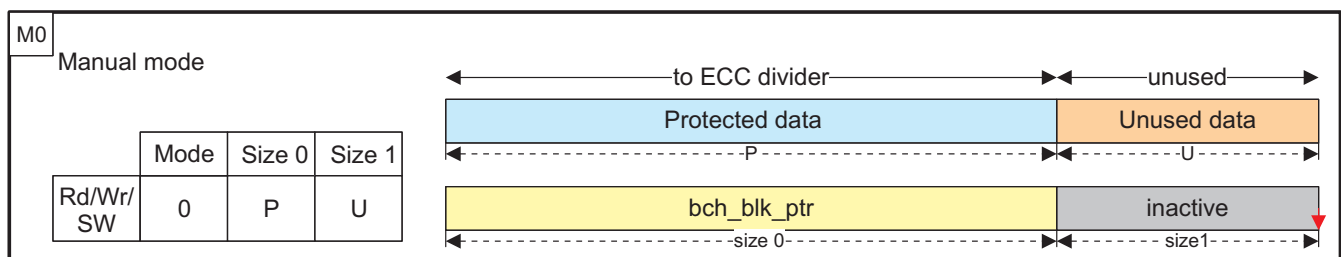 M0
Manual mode
to ECC divider unused
Protected data Unused data
P U
Mode Size 0 Size 1
Rd/Wr/
SW 0 P U
bch_blk_ptr inactive
size 0 size1